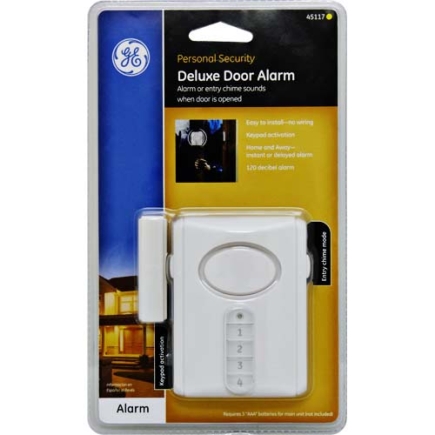 45117
GE
Personal Security
Deluxe Door Alarm
Alarm or entry chime sounds
when door is opened
Easy to install—no wiring
Keypad activation
Home and Away—
instant or delayed alarm
120 decibel alarm
Entry chime mode
*
1
2
3
4
Keypad activation
Alarm